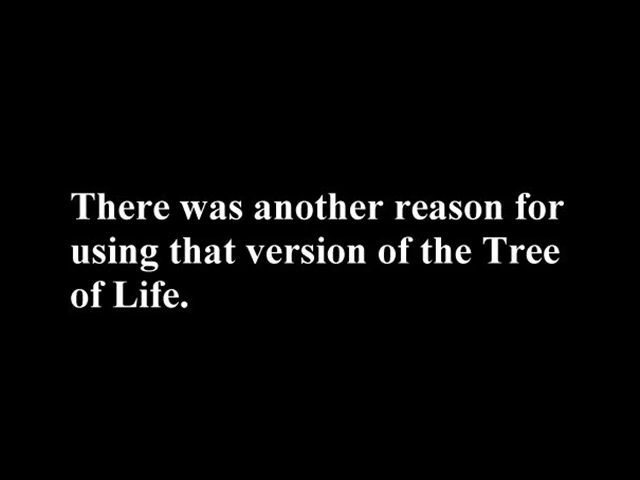 There was another reason for
using that version of the Tree
of Life.